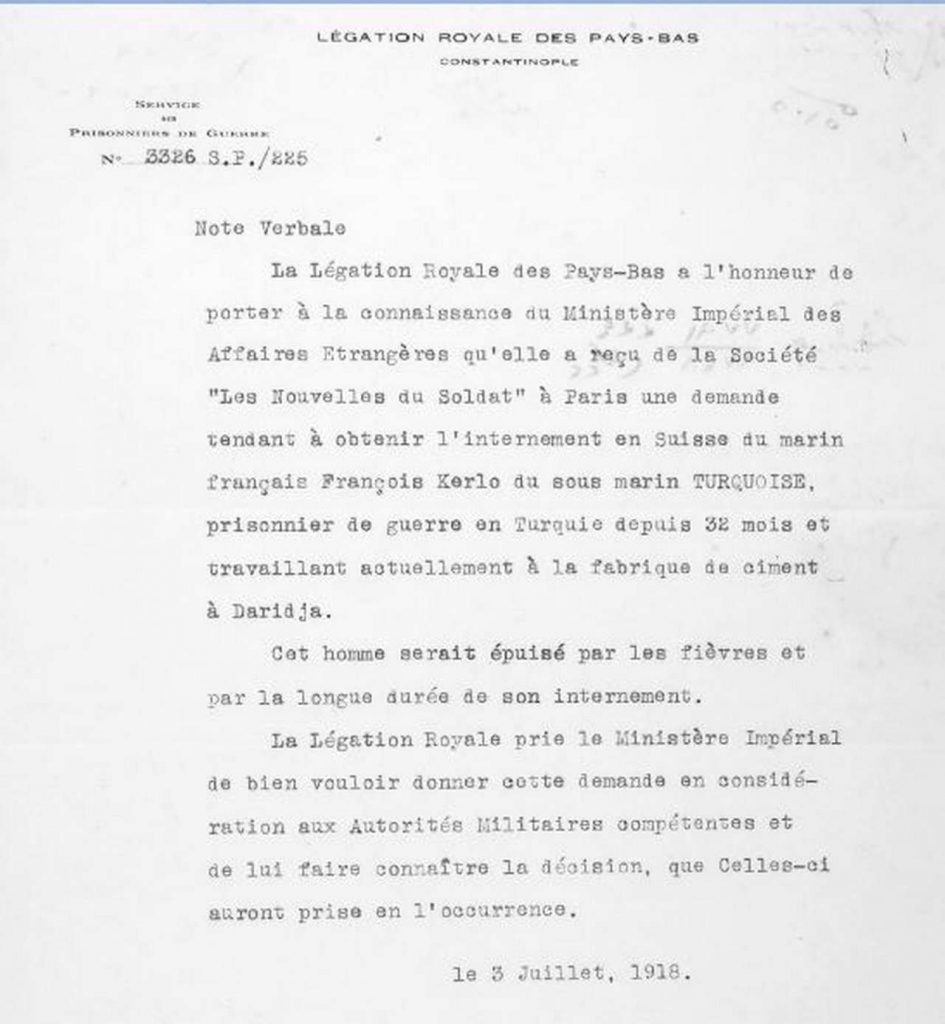 LÉGATION ROYALE DES PAYS-BAS
CONSTANTINOPLE
SERVICE
DES
PRISONNIERS DE GUERRE
No 3326 S.P./225
Note Verbale
La Légation Royale des Pays-Bas a l'honneur de
porter à la connaissance du Ministère Impérial des
Affaires Etrangères qu'elle a reçu de la Société
"Les Nouvelles du Soldat" à Paris une demande
tendant à obtenir l'internement en Suisse du marin
français François Kerlo du sous marin TURQUOISE,
prisonnier de guerre en Turquie depuis 32 mois et
travaillant actuellement à la fabrique de ciment
à Daridja.
Cet homme serait épuisé par les fièvres et
par la longue durée de son internement.
La Légation Royale prie le Ministère Impérial
de bien vouloir donner cette demande en considé-
ration aux Autorités Militaires compétentes et
de lui faire connaître la décision, que Celles-ci
auront prise en l'occurrence.
le 3 Juillet, 1918.